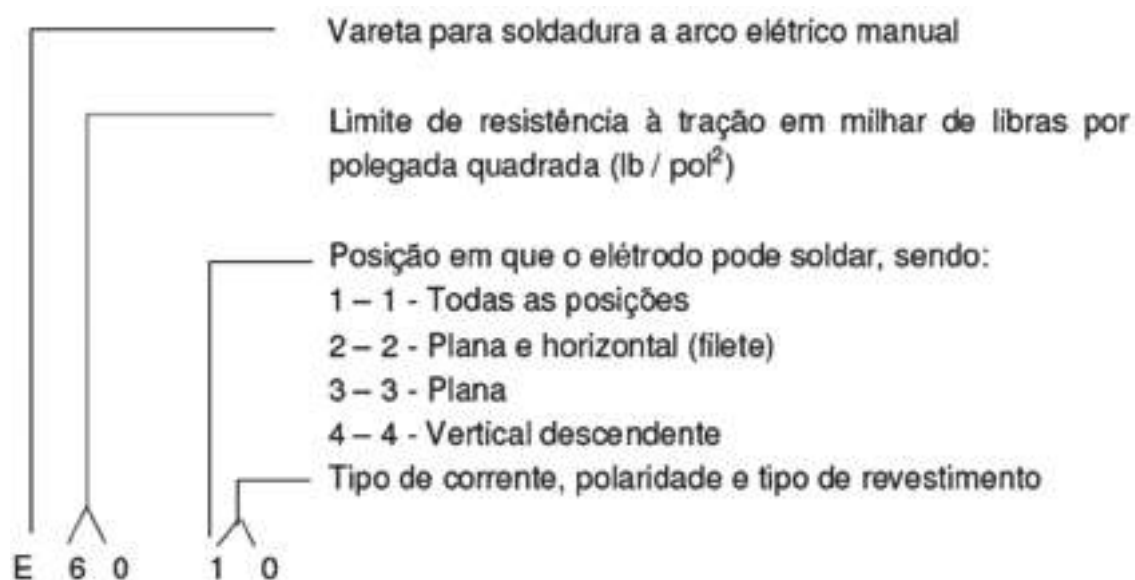 Vareta para soldadura a arco elétrico manual
Limite de resistência à tração em milhar de libras por
polegada quadrada (lb / pol²)
Posição em que o elétrodo pode soldar, sendo:
1 – 1 - Todas as posições
2 – 2 - Plana e horizontal (filete)
3 – 3 - Plana
4 – 4 - Vertical descendente
Tipo de corrente, polaridade e tipo de revestimento
E 6 0 1 0